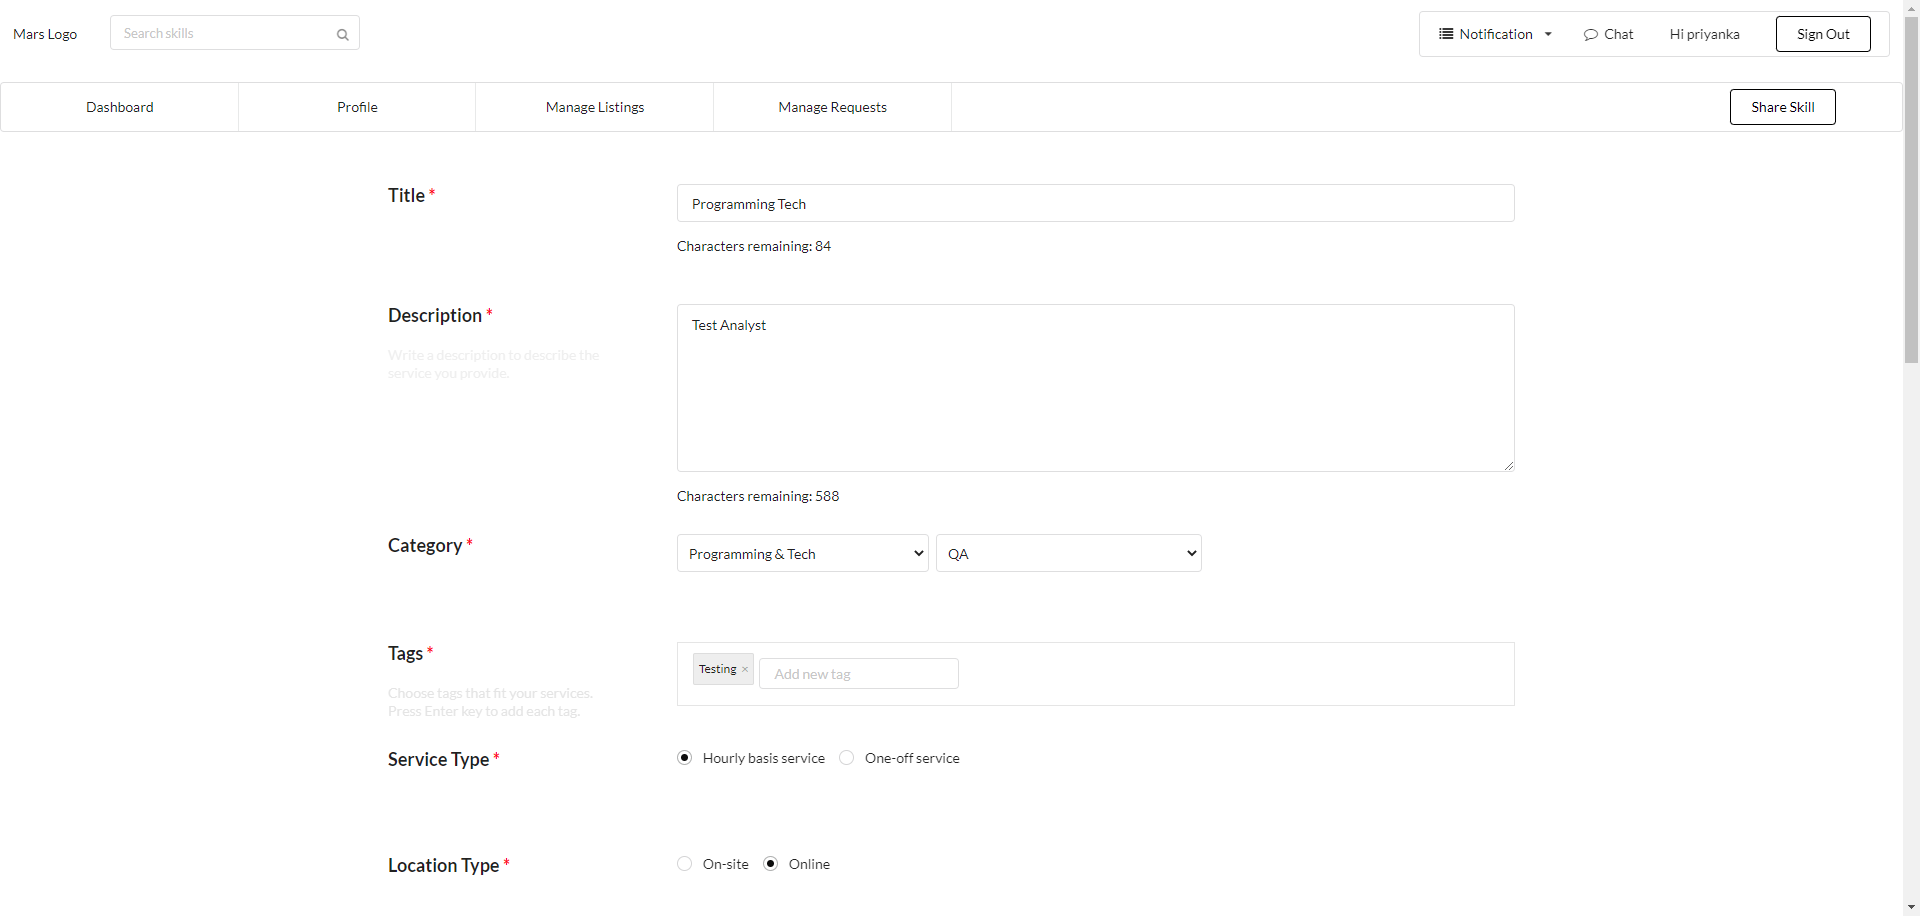 Mars Logo
Search skills
Notification
Chat
Hi priyanka
Sign Out
Dashboard
Profile
Manage Listings
Manage Requests
Share Skill
Title *
Programming Tech
Characters remaining: 84
Description *
Write a description to describe the
service you provide.
Test Analyst
Characters remaining: 588
Category *
Programming & Tech
QA
Tags *
Choose tags that fit your services.
Press Enter key to add each tag.
Testing ×
Add new tag
Service Type *
Hourly basis service
One-off service
Location Type *
On-site
Online